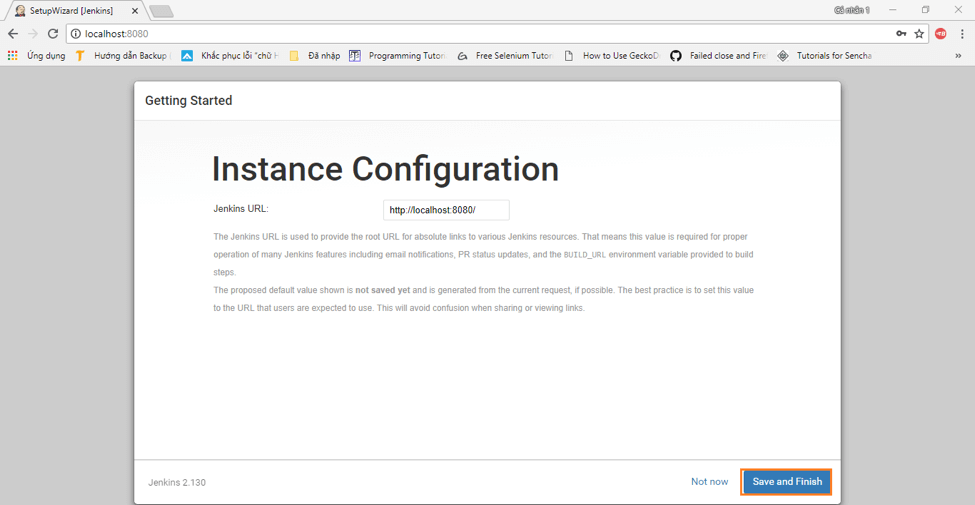 SetupWizard [Jenkins]
Cá nhân 1
localhost:8080
Ứng dụng
Hướng dẫn Backup
Khắc phục lỗi "chữ H
Đã nhập
Programming Tutori
Free Selenium Tutori
How to Use GeckoD
Failed close and Fire
Tutorials for Sencha
»
Getting Started
Instance Configuration
Jenkins URL:
http://localhost:8080/
The Jenkins URL is used to provide the root URL for absolute links to various Jenkins resources. That means this value is required for proper
operation of many Jenkins features including email notifications, PR status updates, and the BUILD_URL environment variable provided to build
steps.
The proposed default value shown is not saved yet and is generated from the current request, if possible. The best practice is to set this value
to the URL that users are expected to use. This will avoid confusion when sharing or viewing links.
Jenkins 2.130
Not now
Save and Finish